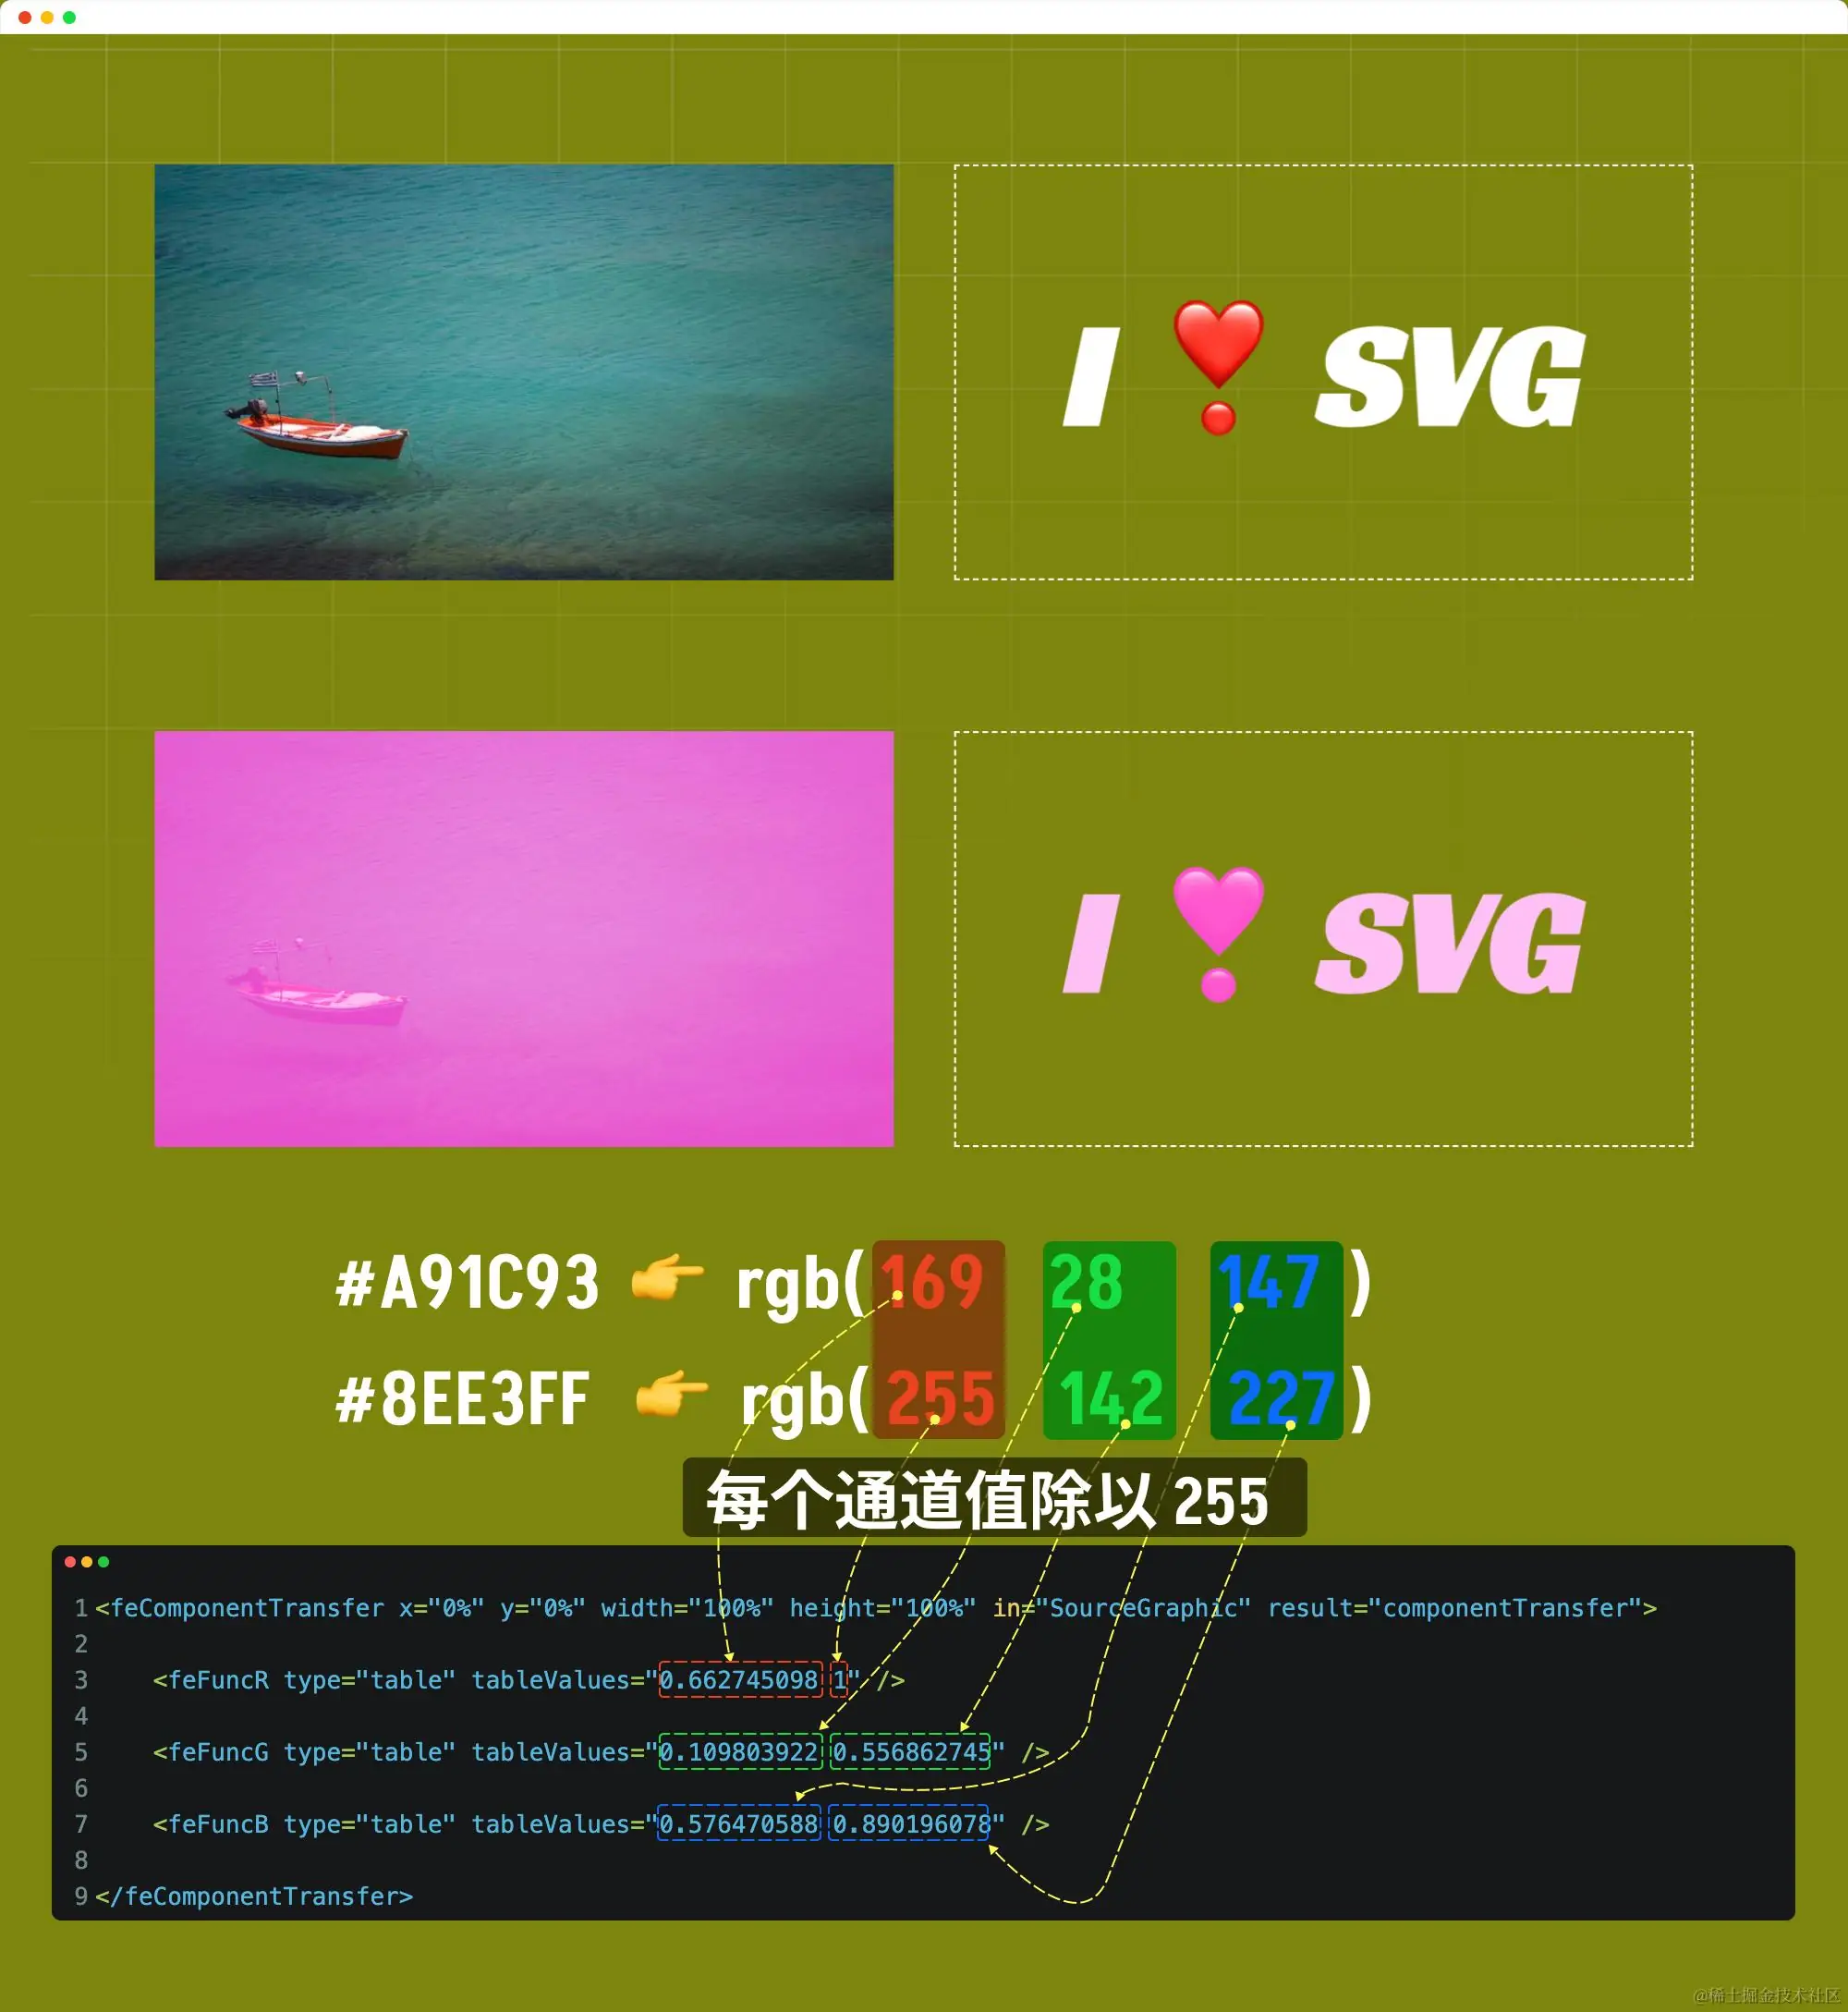 I ❣️ SVG
I ❣️ SVG
#A91C93 👉 rgb(169 28 147)
#8EE3FF 👉 rgb(255 142 227)
每个通道值除以 255
1 <feComponentTransfer x="0%" y="0%" width="100%" height="100%" in="SourceGraphic" result="componentTransfer">
2
3 <feFuncR type="table" tableValues="0.662745098 1" />
4
5 <feFuncG type="table" tableValues="0.109803922 0.556862745" />
6
7 <feFuncB type="table" tableValues="0.576470588 0.890196078" />
8
9 </feComponentTransfer>
@稀土掘金技术社区